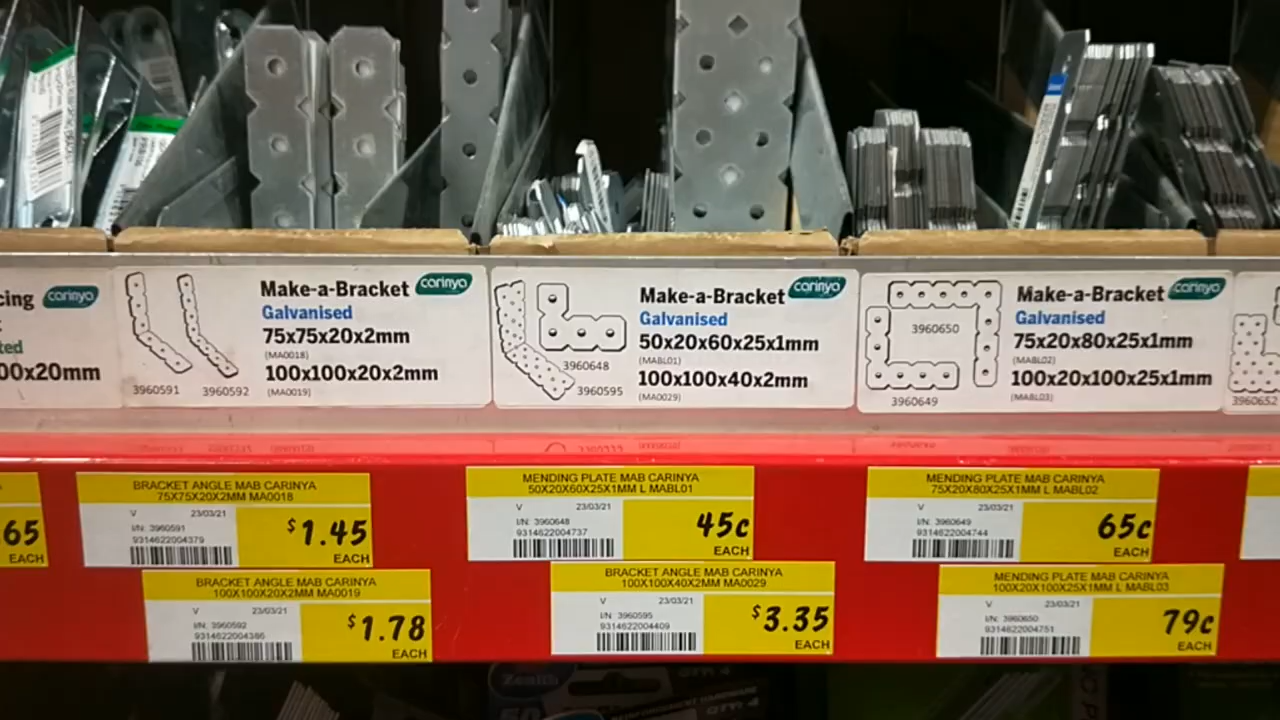 cing carinya
ted
00x20mm
Make-a-Bracket carinya
Galvanised
75x75x20x2mm
(MA0018)
100x100x20x2mm
(MA0019)
3960591 3960592
Make-a-Bracket carinya
Galvanised
50x20x60x25x1mm
(MABL01)
100x100x40x2mm
(MA0029)
3960648
3960595
Make-a-Bracket carinya
Galvanised
75x20x80x25x1mm
(MABL02)
100x20x100x25x1mm
(MABL03)
3960650
3960649
3960652
65
EACH
BRACKET ANGLE MAB CARINYA
75X75X20X2MM MA0018
V 23/03/21
I/N: 3960591
9314622004379
$1.45
EACH
MENDING PLATE MAB CARINYA
50X20X60X25X1MM L MABL01
V 23/03/21
I/N: 3960648
9314622004737
45c
EACH
MENDING PLATE MAB CARINYA
75X20X80X25X1MM L MABL02
V 23/03/21
I/N: 3960649
9314622004744
65c
EACH
BRACKET ANGLE MAB CARINYA
100X100X20X2MM MA0019
V 23/03/21
I/N: 3960592
9314622004386
$1.78
EACH
BRACKET ANGLE MAB CARINYA
100X100X40X2MM MA0029
V 23/03/21
I/N: 3960595
9314622004409
$3.35
EACH
MENDING PLATE MAB CARINYA
100X20X100X25X1MM L MABL03
V 23/03/21
I/N: 3960650
9314622004751
79c
EACH
Zenith
QTY 4